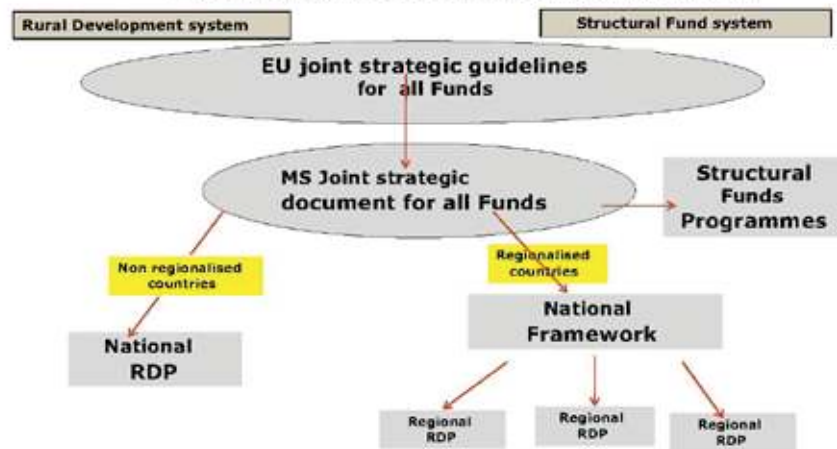 Rural Development system
Structural Fund system
EU joint strategic guidelines
for all Funds
MS Joint strategic
document for all Funds
Structural
Funds
Programmes
Non regionalised
countries
Regionalised
countries
National
RDP
National
Framework
Regional
RDP
Regional
RDP
Regional
RDP